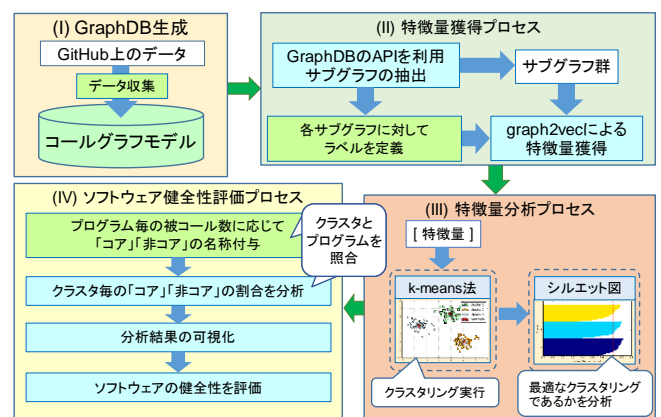 (I) GraphDB生成
GitHub上のデータ
データ収集
コールグラフモデル
(II) 特徴量獲得プロセス
GraphDBのAPIを利用
サブグラフの抽出
サブグラフ群
各サブグラフに対して
ラベルを定義
graph2vecによる
特徴量獲得
(III) 特徴量分析プロセス
[ 特徴量 ]
k-means法
シルエット図
クラスタリング実行
最適なクラスタリング
であるかを分析
(IV) ソフトウェア健全性評価プロセス
プログラム毎の被コール数に応じて
「コア」「非コア」の名称付与
クラスタと
プログラムを
照合
クラスタ毎の「コア」「非コア」の割合を分析
分析結果の可視化
ソフトウェアの健全性を評価